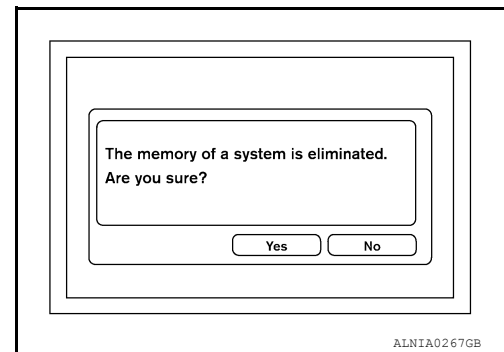 The memory of a system is eliminated.
Are you sure?
Yes No
ALNIA0267GB